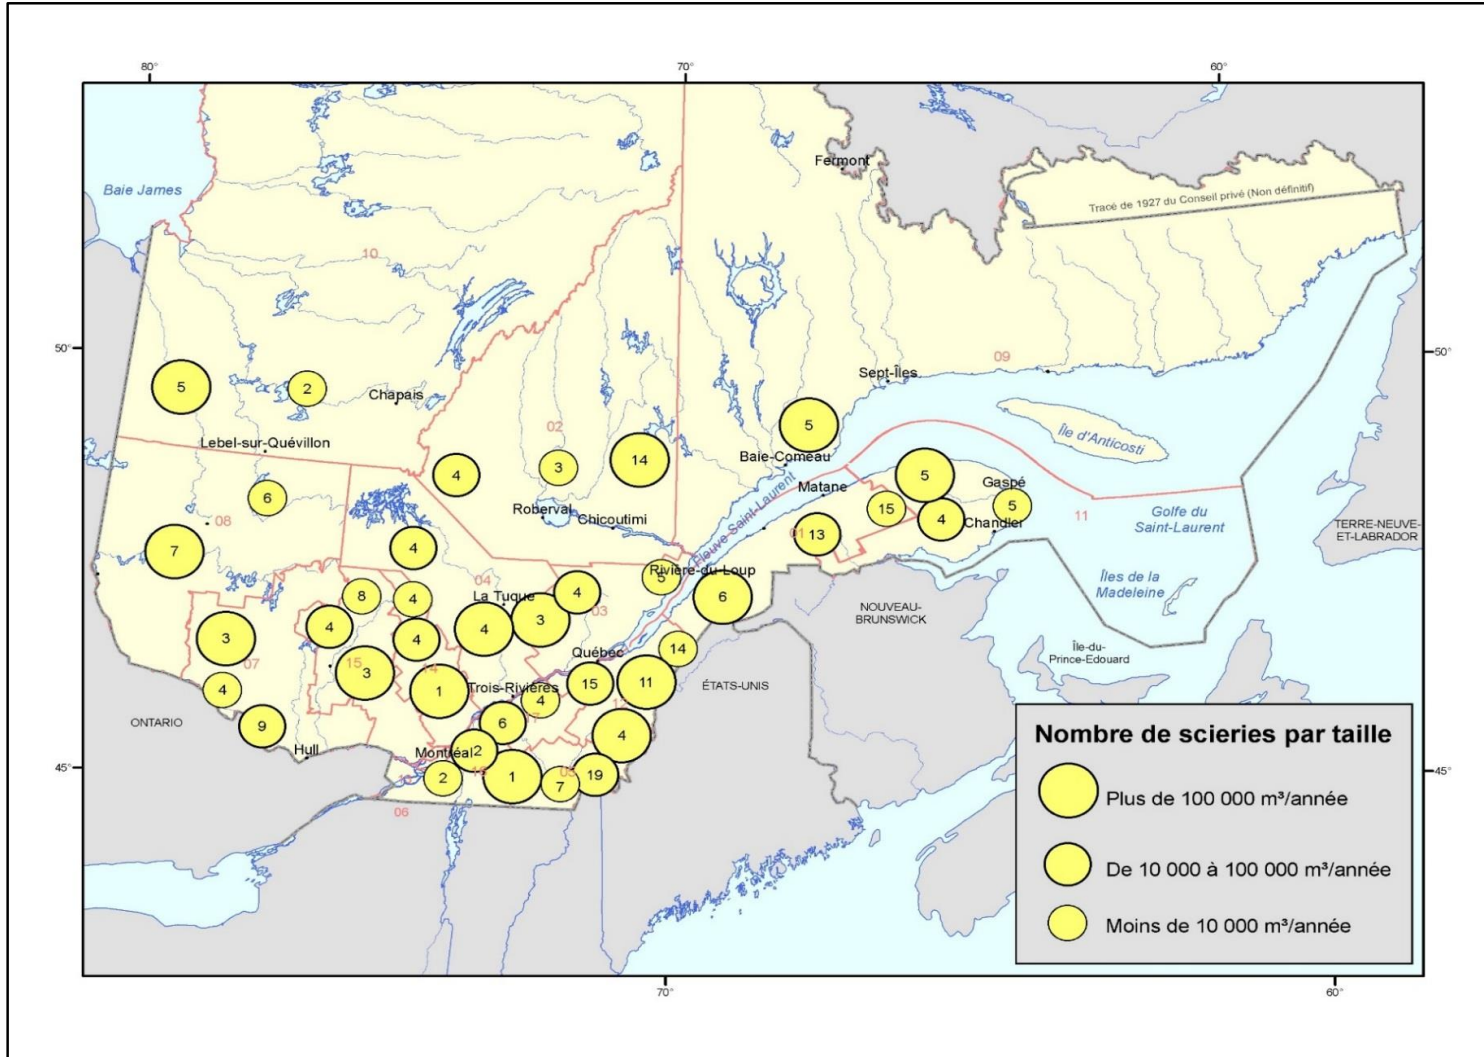 80°
70°
60°
Fermont
Baie James
Tracé de 1927 du Conseil privé (Non définitif)
10
50°
50°
09
Sept-Îles
5
2
Chapais
5
02
Île d'Anticosti
Lebel-sur-Quévillon
14
3
4
Baie-Comeau
5
Gaspé
Matane
6
Roberval
15
5
11
Golfe du
Saint-Laurent
08
Chicoutimi
4
Chandler
TERRE-NEUVE-
ET-LABRADOR
01
13
Fleuve Saint-Laurent
7
4
04
5
Rivière-du-Loup
Îles de la
Madeleine
8
4
La Tuque
4
03
6
NOUVEAU-
BRUNSWICK
3
4
4
4
3
Île-du-
Prince-Edouard
07
15
14
Québec
14
3
4
1
Trois-Rivières
4
15
11
ÉTATS-UNIS
12
ONTARIO
9
6
17
4
Hull
Montréal
2
45°
45°
13
2
16
1
7
05
19
06
Nombre de scieries par taille
Plus de 100 000 m³/année
De 10 000 à 100 000 m³/année
Moins de 10 000 m³/année
70°
60°